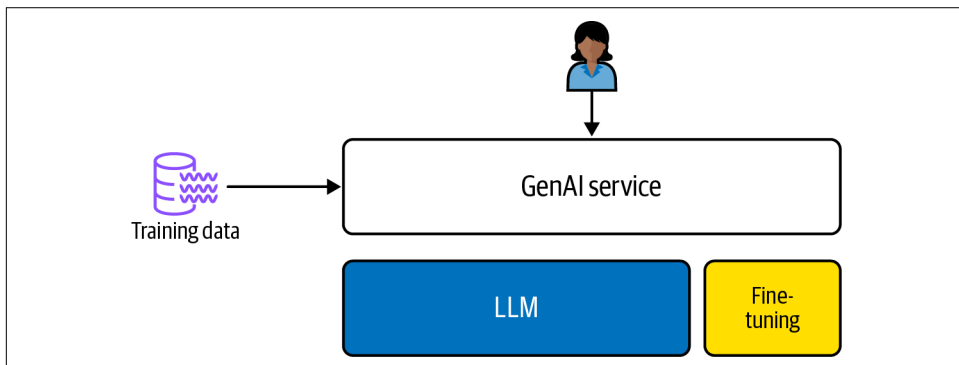 GenAI service
Training data
LLM
Fine-
tuning